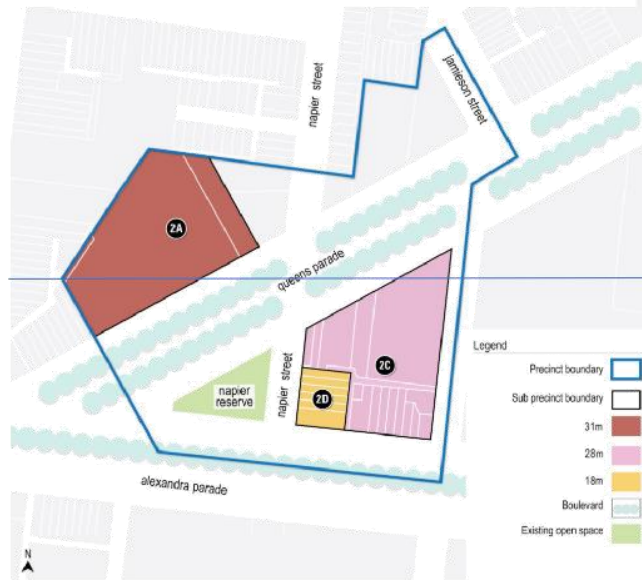 jamieson street
napier street
2A
queens parade
2C
napier street
2D
napier
reserve
alexandra parade
N
Legend
Precinct boundary
Sub precinct boundary
31m
28m
18m
Boulevard
Existing open space